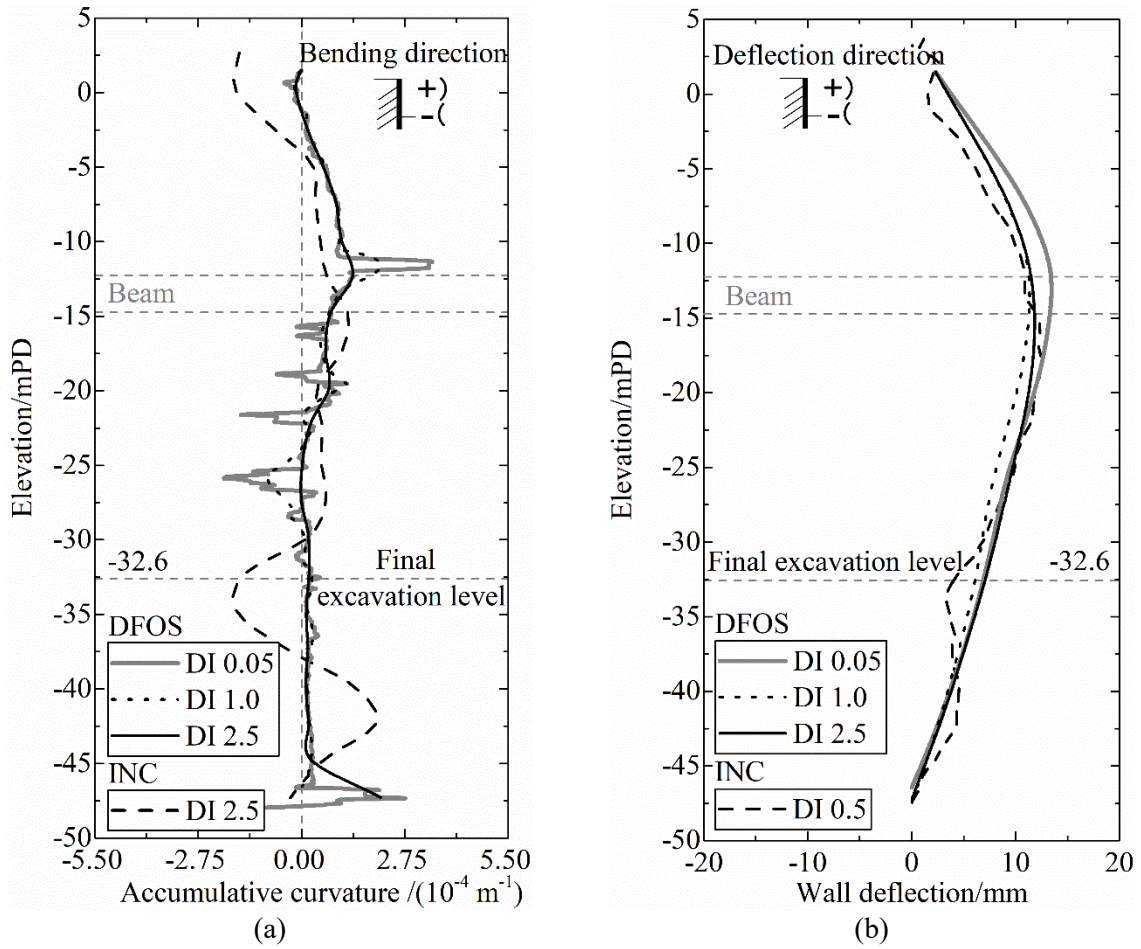 5
0
-5
-10
-15
-20
-25
-30
-35
-40
-45
-50
Elevation/mPD
Bending direction
+)
-(
Beam
-32.6
Final
excavation level
DFOS
DI 0.05
DI 1.0
DI 2.5
INC
DI 2.5
-5.50 -2.75 0.00 2.75 5.50
Accumulative curvature /(10⁻⁴ m⁻¹)
(a)
5
0
-5
-10
-15
-20
-25
-30
-35
-40
-45
-50
Elevation/mPD
Deflection direction
+)
-(
Beam
Final excavation level -32.6
DFOS
DI 0.05
DI 1.0
DI 2.5
INC
DI 0.5
-20 -10 0 10 20
Wall deflection/mm
(b)